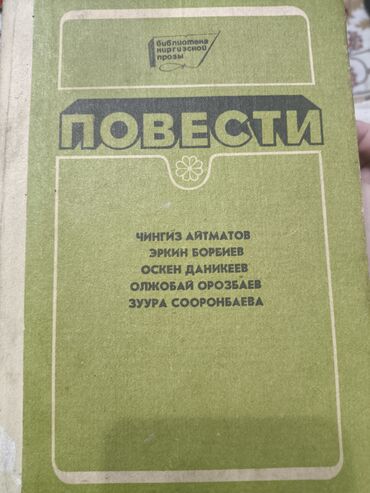 библиотека
киргизской
прозы
ПОВЕСТИ
ЧИНГИЗ АЙТМАТОВ
ЭРКИН БОРБИЕВ
ОСКЕН ДАНИКЕЕВ
ОЛЖОБАЙ ОРОЗБАЕВ
ЗУУРА СООРОНБАЕВА